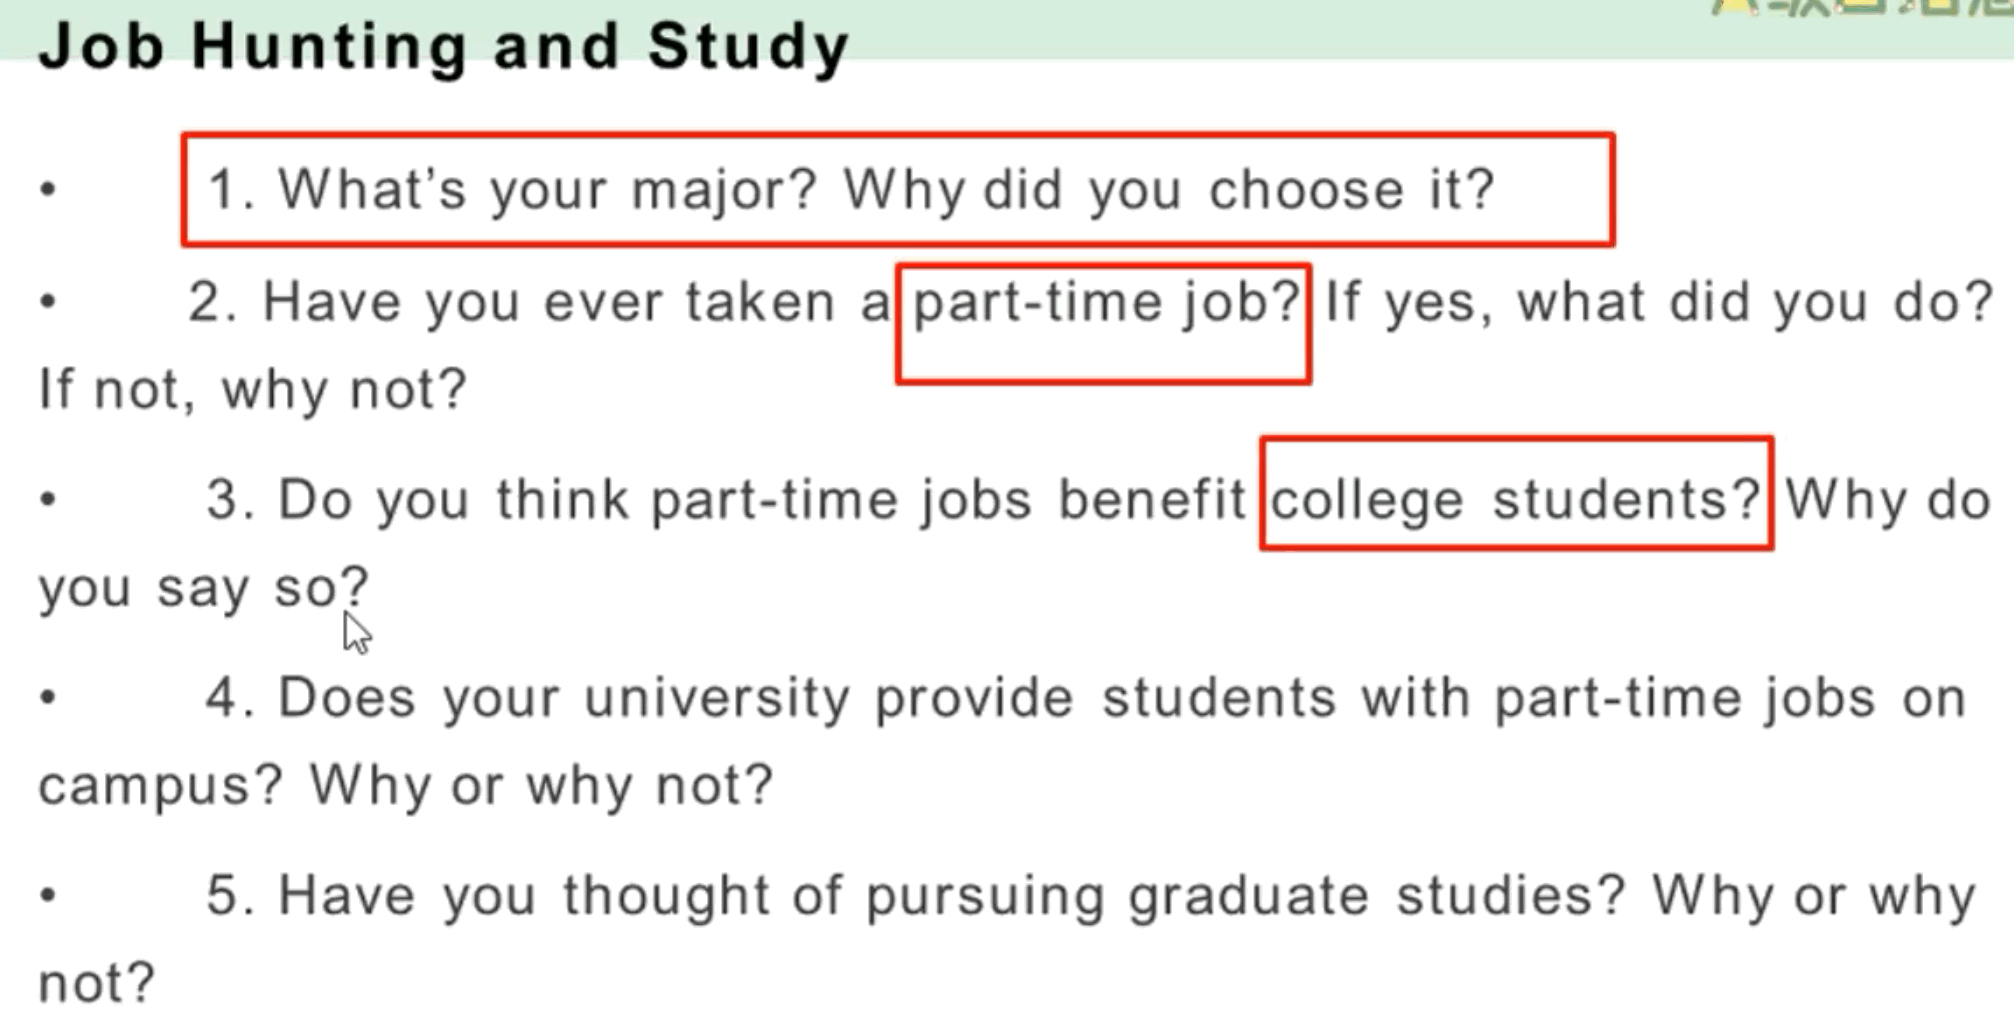 Job Hunting and Study
• 1. What's your major? Why did you choose it?
• 2. Have you ever taken a part-time job? If yes, what did you do?
If not, why not?
• 3. Do you think part-time jobs benefit college students? Why do
you say so?
• 4. Does your university provide students with part-time jobs on
campus? Why or why not?
• 5. Have you thought of pursuing graduate studies? Why or why
not?